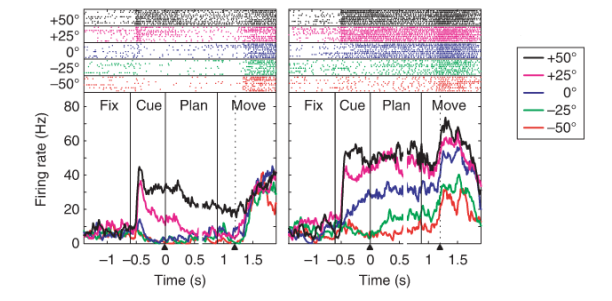 +50°
+25°
0°
−25°
−50°
80
60
40
20
0
Firing rate (Hz)
Fix Cue Plan Move
Fix Cue Plan Move
−1 −0.5 0 0.5 1 1.5
−1 −0.5 0 0.5 1 1.5
Time (s)
Time (s)
+50°
+25°
0°
−25°
−50°